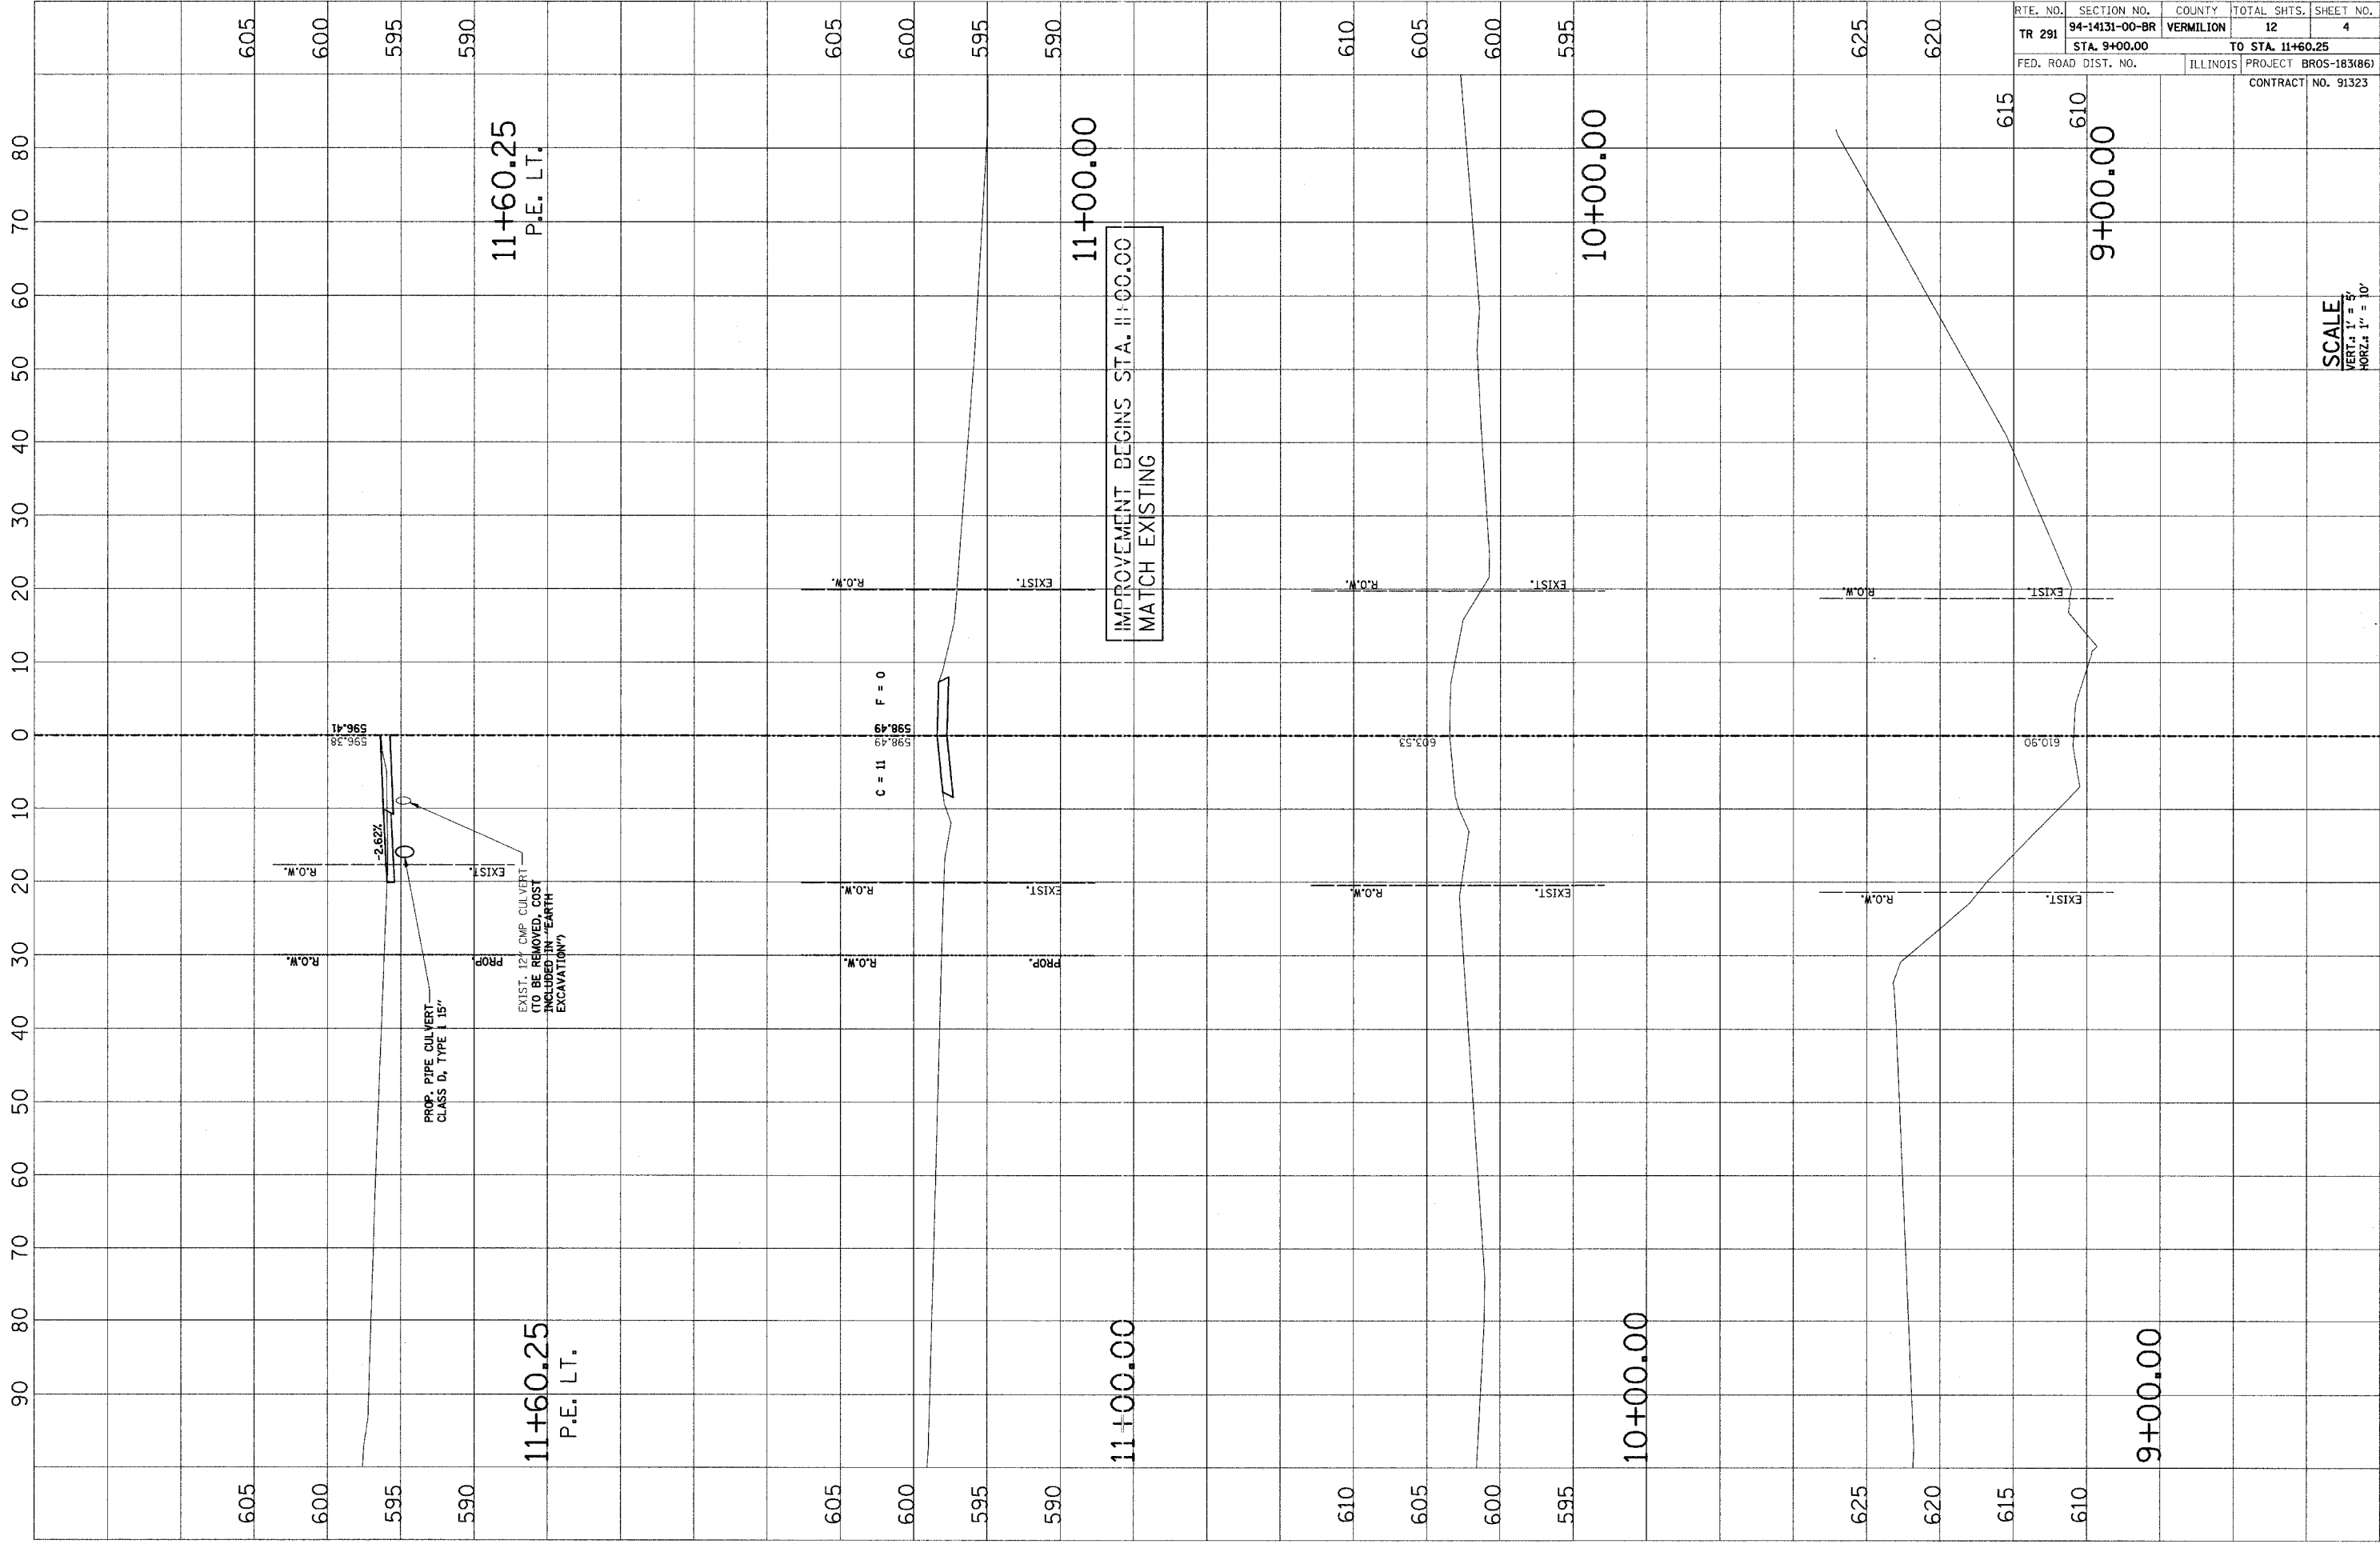 RTE. NO. SECTION NO. COUNTY TOTAL SHTS. SHEET NO.
TR 291 94-14131-00-BR VERMILION 12 4
STA. 9+00.00 TO STA. 11+60.25
FED. ROAD DIST. NO. ILLINOIS PROJECT BROS-183(86)
CONTRACT NO. 91323
90 80 70 60 50 40 30 20 10 0 10 20 30 40 50 60 70 80
605 605
600 600
595 595
590 590
596.41
596.38
-2.62%
R.O.W.
EXIST.
R.O.W.
PROP.
PROP. PIPE CULVERT
CLASS D, TYPE 1 15"
EXIST. 12" CMP CULVERT
(TO BE REMOVED, COST
INCLUDED IN "EARTH
EXCAVATION")
11+60.25
P.E. LT.
11+60.25
P.E. LT.
605 605
600 600
595 595
590 590
C = 11 F = 0
598.49
598.49
R.O.W.
EXIST.
R.O.W.
EXIST.
R.O.W.
PROP.
11+00.00
11+00.00
IMPROVEMENT BEGINS STA. 11+00.00
MATCH EXISTING
610 610
605 605
600 600
595 595
603.53
R.O.W.
EXIST.
R.O.W.
EXIST.
10+00.00
10+00.00
625 625
620 620
615 615
610 610
610.90
R.O.W.
EXIST.
R.O.W.
EXIST.
9+00.00
9+00.00
SCALE
VERT.: 1" = 5'
HORZ.: 1" = 10'